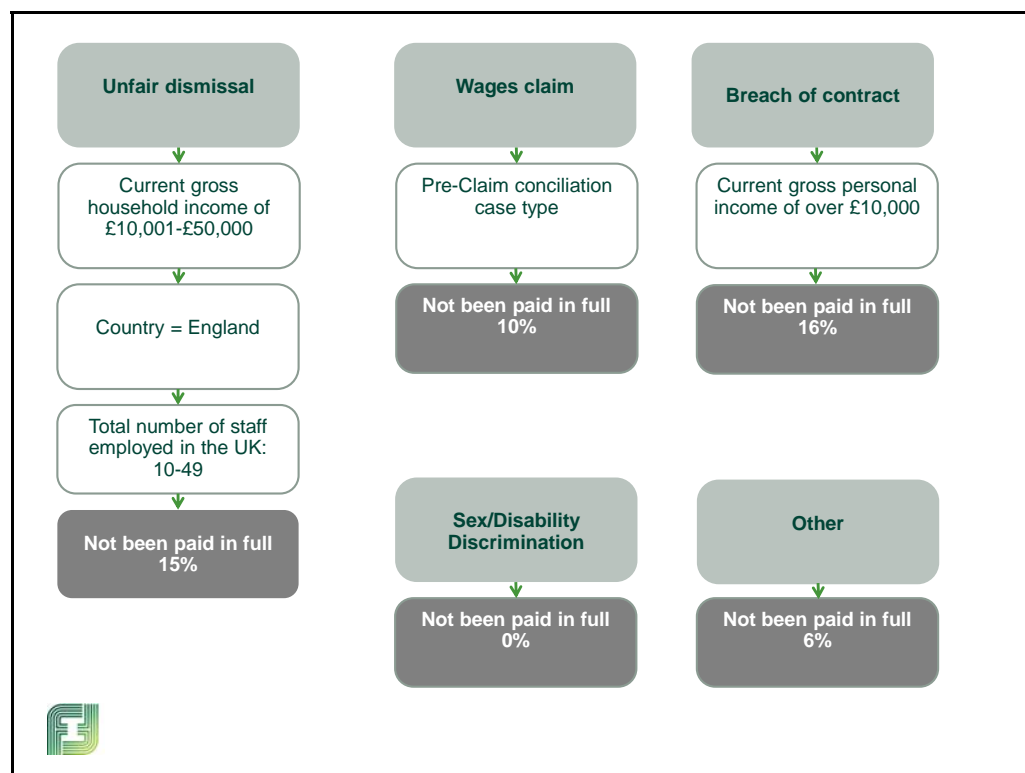 Unfair dismissal
Current gross
household income of
£10,001-£50,000
Country = England
Total number of staff
employed in the UK:
10-49
Not been paid in full
15%
Wages claim
Pre-Claim conciliation
case type
Not been paid in full
10%
Breach of contract
Current gross personal
income of over £10,000
Not been paid in full
16%
Sex/Disability
Discrimination
Not been paid in full
0%
Other
Not been paid in full
6%